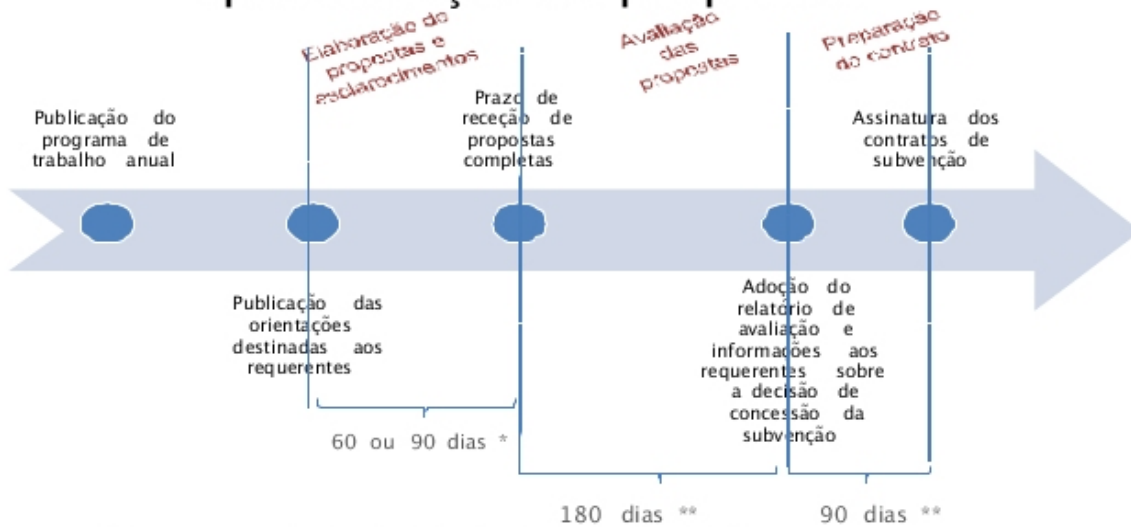 Elaboração de
propostas e
esclarecimentos
Avaliação
das
propostas
Preparação
do contrato
Publicação do
programa de
trabalho anual
Prazo de
receção de
propostas
completas
Assinatura dos
contratos de
subvenção
Publicação das
orientações
destinadas aos
requerentes
Adoção do
relatório de
avaliação e
informações aos
requerentes sobre
a decisão de
concessão da
subvenção
60 ou 90 dias *
180 dias **
90 dias **